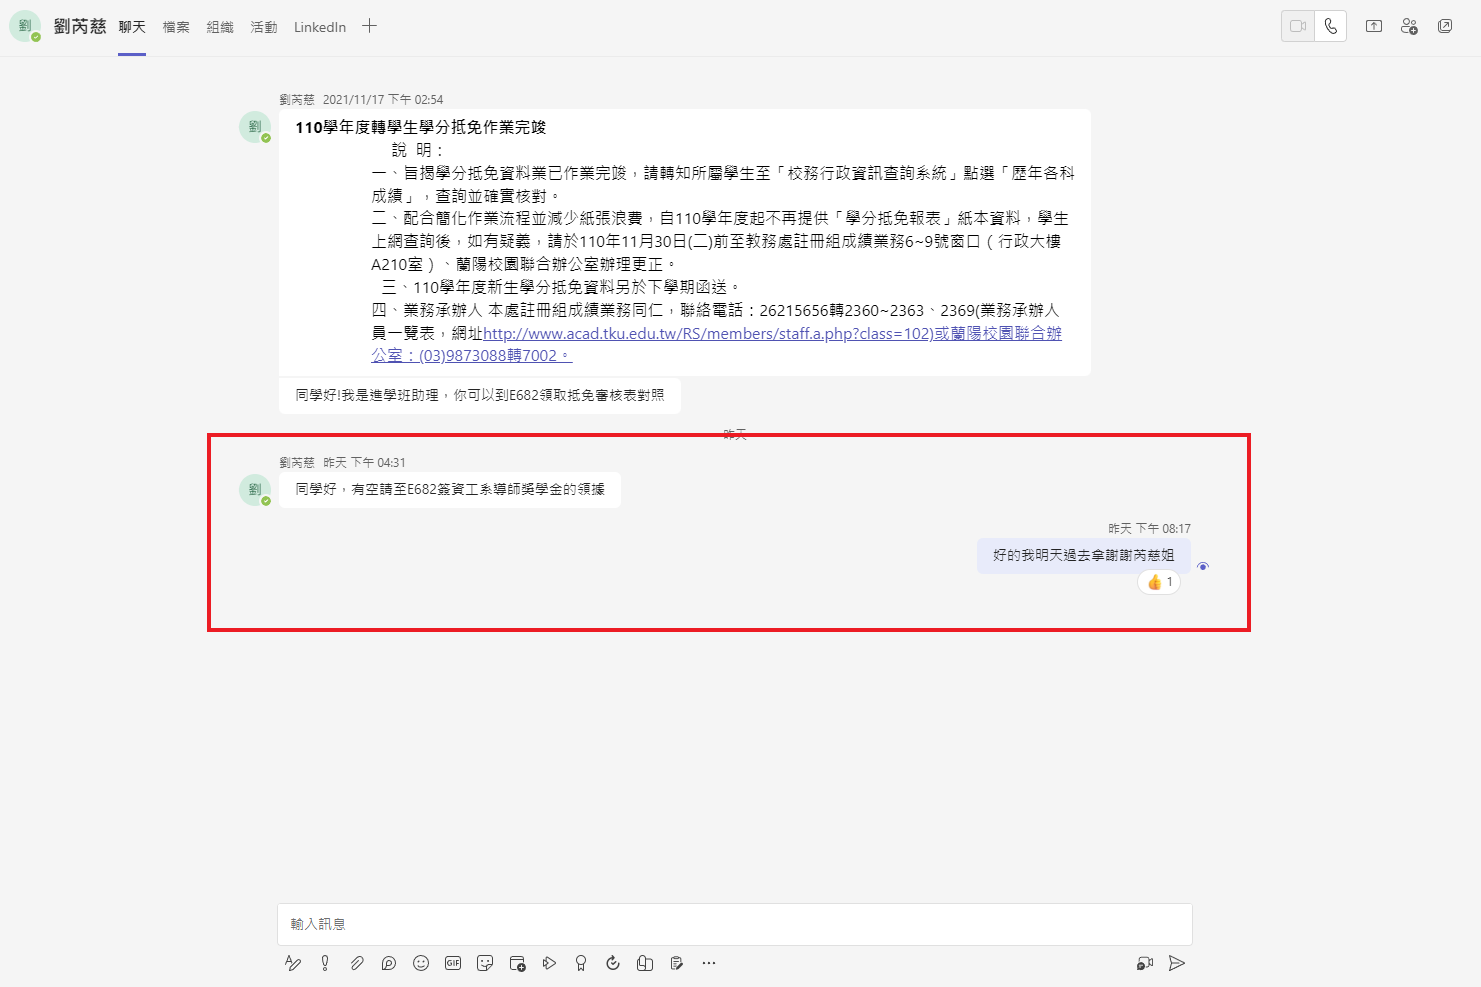 劉 劉芮慈 聊天 檔案 組織 活動 LinkedIn
劉芮慈 2021/11/17 下午 02:54
劉
110學年度轉學生學分抵免作業完竣
說 明：
一、旨揭學分抵免資料業已作業完竣，請轉知所屬學生至「校務行政資訊查詢系統」點選「歷年各科
成績」，查詢並確實核對。
二、配合簡化作業流程並減少紙張浪費，自110學年度起不再提供「學分抵免報表」紙本資料，學生
上網查詢後，如有疑義，請於110年11月30日(二)前至教務處註冊組成績業務6~9號窗口（行政大樓
A210室）、蘭陽校園聯合辦公室辦理更正。
三、110學年度新生學分抵免資料另於下學期函送。
四、業務承辦人 本處註冊組成績業務同仁，聯絡電話：26215656轉2360~2363、2369(業務承辦人
員一覽表，網址http://www.acad.tku.edu.tw/RS/members/staff.a.php?class=102)或蘭陽校園聯合辦
公室：(03)9873088轉7002。
同學好!我是進學班助理，你可以到E682領取抵免審核表對照
昨天
劉芮慈 昨天 下午 04:31
劉
同學好，有空請至E682簽資工系導師獎學金的領據
昨天 下午 08:17
好的我明天過去拿謝謝芮慈姐
👍 1
輸入訊息
GIF